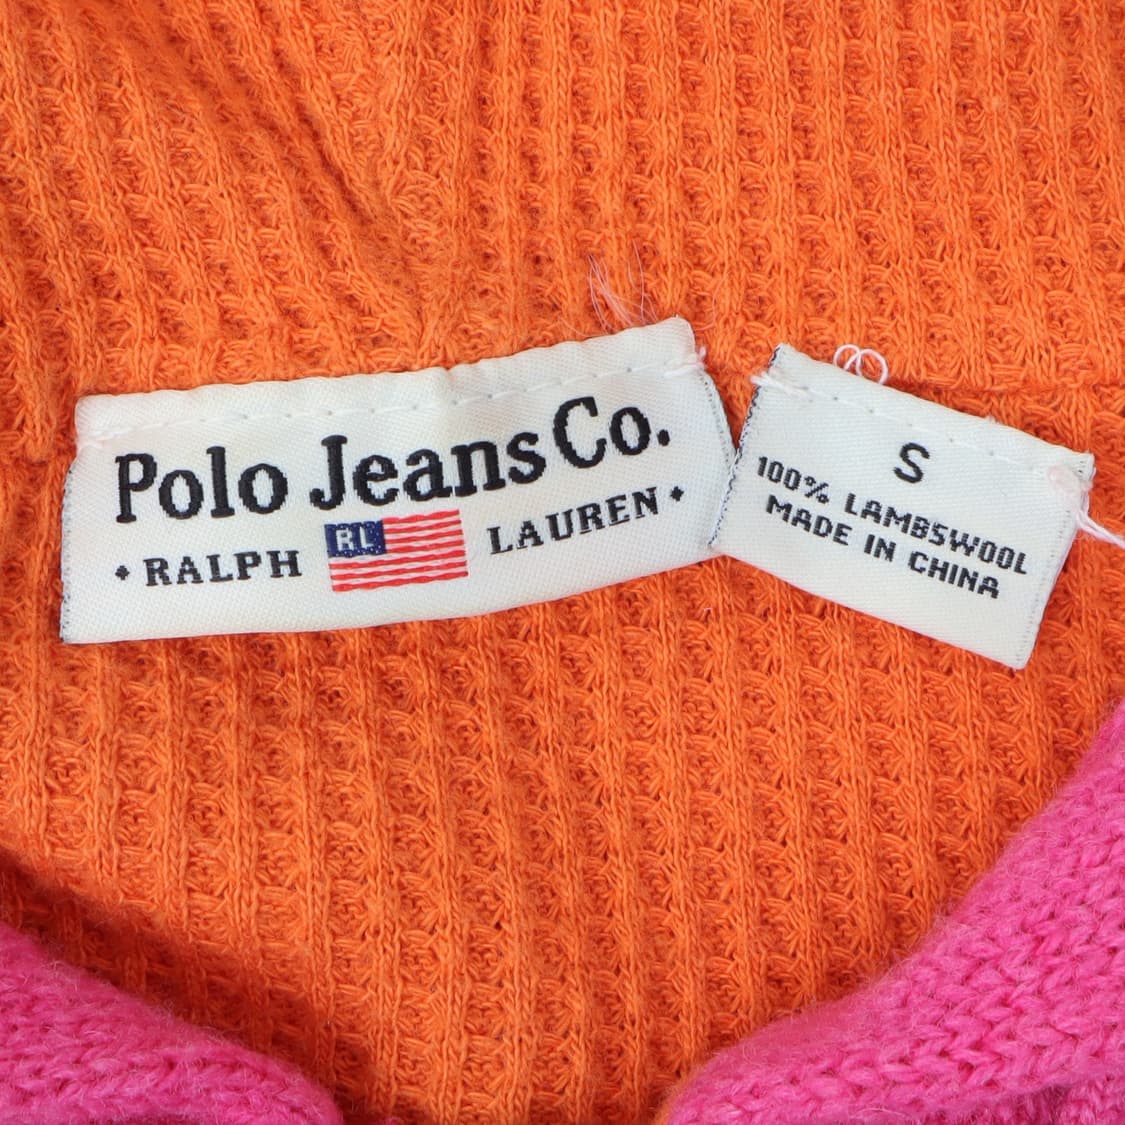 Polo Jeans Co.
RALPH RL LAUREN
S
100% LAMBSWOOL
MADE IN CHINA